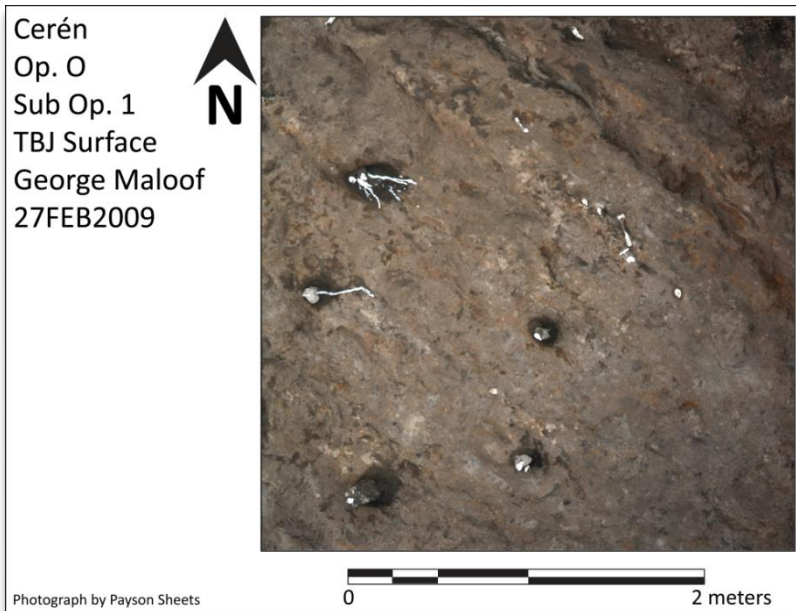 Cerén
Op. O
Sub Op. 1
TBJ Surface
George Maloof
27FEB2009
N
Photograph by Payson Sheets
0
2 meters